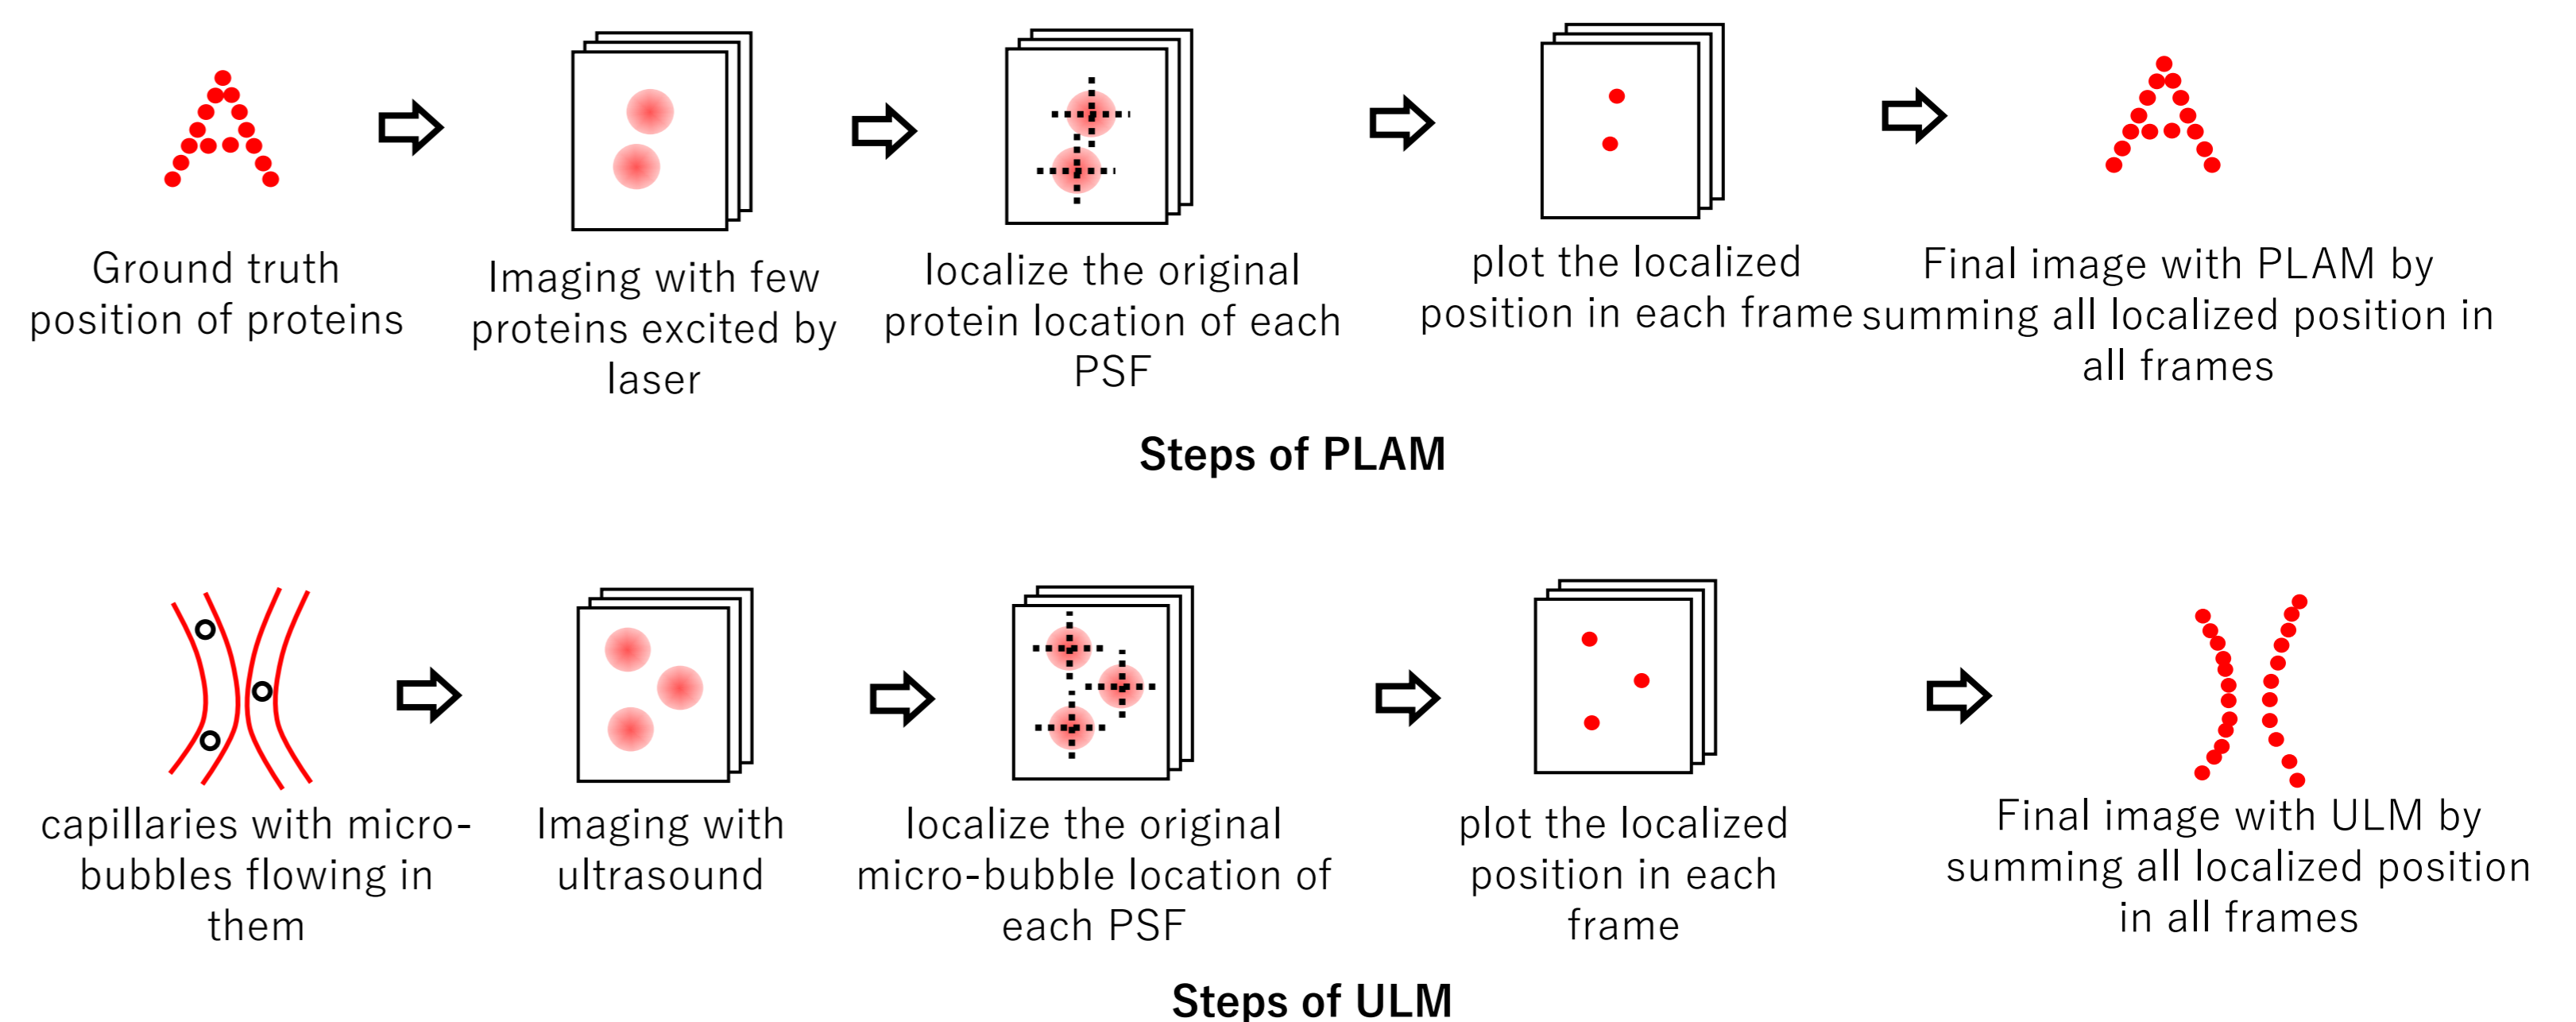 Ground truth
position of proteins
Imaging with few
proteins excited by
laser
localize the original
protein location of each
PSF
plot the localized
position in each frame
Final image with PLAM by
summing all localized position in
all frames
Steps of PLAM
capillaries with micro-
bubbles flowing in
them
Imaging with
ultrasound
localize the original
micro-bubble location of
each PSF
plot the localized
position in each
frame
Final image with ULM by
summing all localized position
in all frames
Steps of ULM